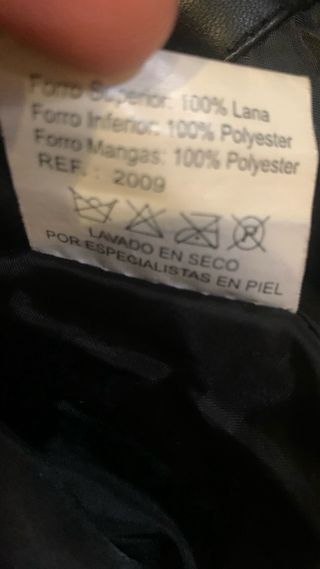 Forro Superior: 100% Lana
Forro Inferior: 100% Polyester
Forro Mangas: 100% Polyester
REF. : 2009
LAVADO EN SECO
POR ESPECIALISTAS EN PIEL